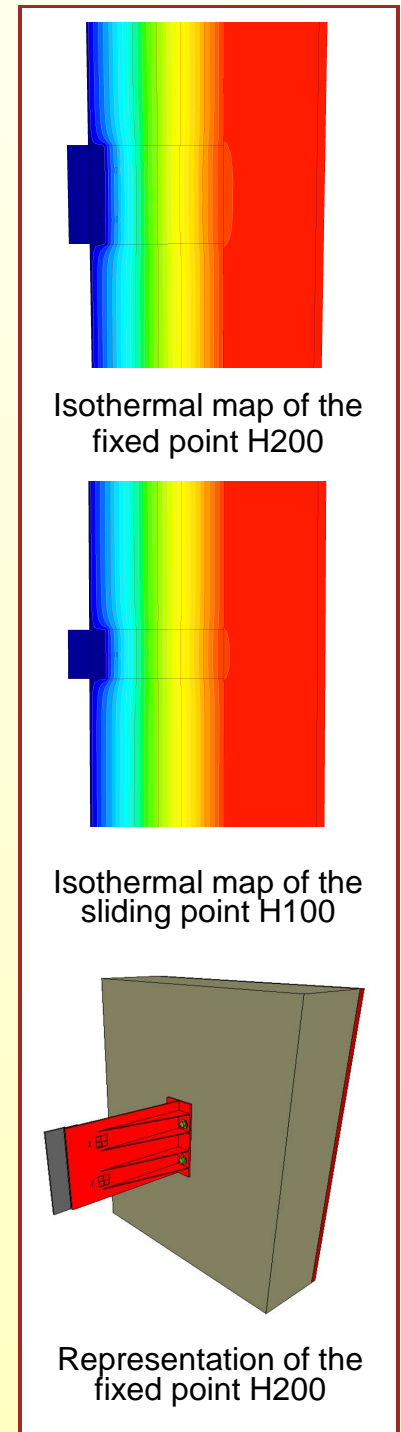 Isothermal map of the
fixed point H200
Isothermal map of the
sliding point H100
Representation of the
fixed point H200